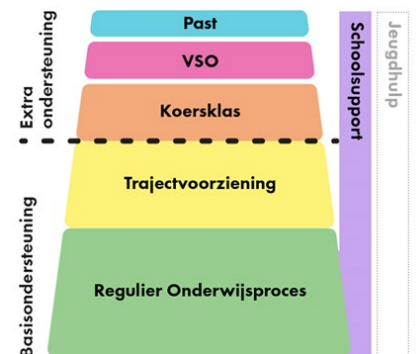 Past
VSO
Koersklas
Trajectvoorziening
Regulier Onderwijsproces
Extra
ondersteuning
Basisondersteuning
Schoolsupport
Jeugdhulp